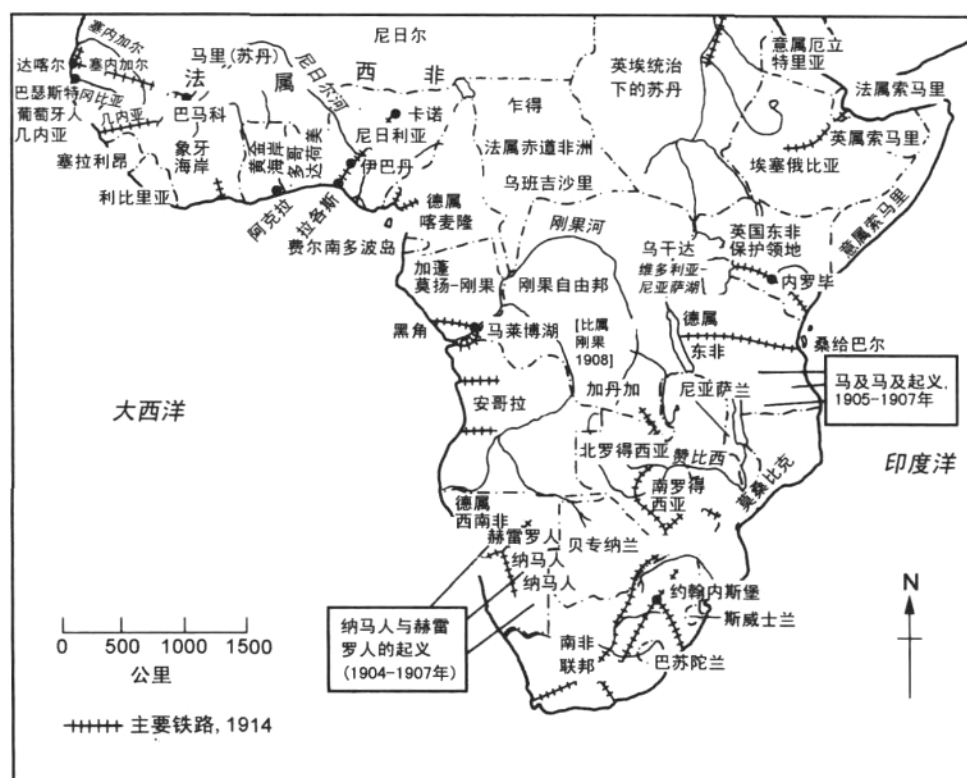 塞内加尔
达喀尔
塞内加尔
巴瑟斯特
冈比亚
葡萄牙人
几内亚
几内亚
塞拉利昂
利比里亚
马里(苏丹)
法属西非
巴马科
象牙
海岸
黄金
海岸
多哥
达荷美
阿克拉
拉各斯
尼日尔河
尼日尔
卡诺
尼日利亚
伊巴丹
德属
喀麦隆
费尔南多波岛
乍得
法属赤道非洲
乌班吉沙里
英埃统治
下的苏丹
意属厄立
特里亚
法属索马里
英属索马里
埃塞俄比亚
意属索马里
刚果河
乌干达
英国东非
保护领地
维多利亚-
尼亚萨湖
内罗毕
加蓬
莫扬-刚果
刚果自由邦
黑角
马莱博湖
[比属
刚果
1908]
德属
东非
桑给巴尔
马及马及起义,
1905-1907年
安哥拉
加丹加
尼亚萨兰
大西洋
印度洋
北罗得西亚
赞比西
莫桑比克
南罗得
西亚
德属
西南非
赫雷罗人
纳马人
纳马人
贝专纳兰
约翰内斯堡
斯威士兰
南非
联邦
巴苏陀兰
纳马人与赫雷
罗人的起义
(1904-1907年)
N
0 500 1000 1500
公里
主要铁路, 1914